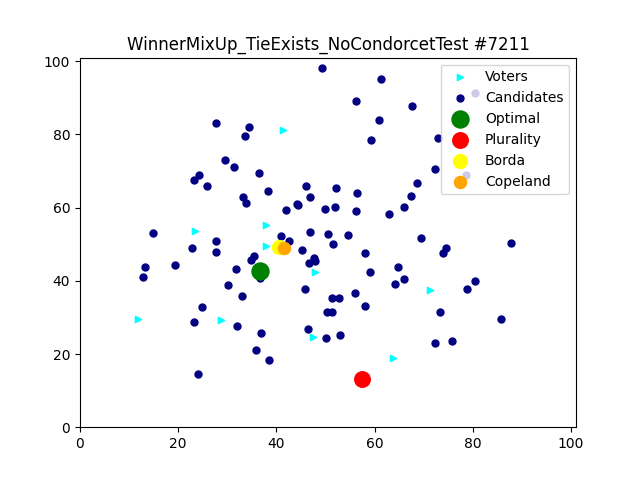 WinnerMixUp_TieExists_NoCondorcetTest #7211
100
80
60
40
20
0
0 20 40 60 80 100
Voters
Candidates
Optimal
Plurality
Borda
Copeland